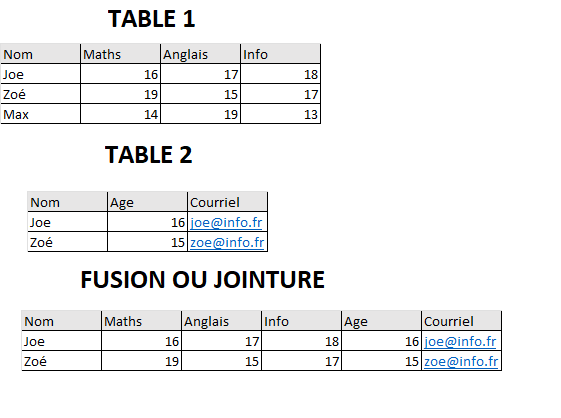 TABLE 1
Nom Maths Anglais Info
Joe 16 17 18
Zoé 19 15 17
Max 14 19 13
TABLE 2
Nom Age Courriel
Joe 16 joe@info.fr
Zoé 15 zoe@info.fr
FUSION OU JOINTURE
Nom Maths Anglais Info Age Courriel
Joe 16 17 18 16 joe@info.fr
Zoé 19 15 17 15 zoe@info.fr